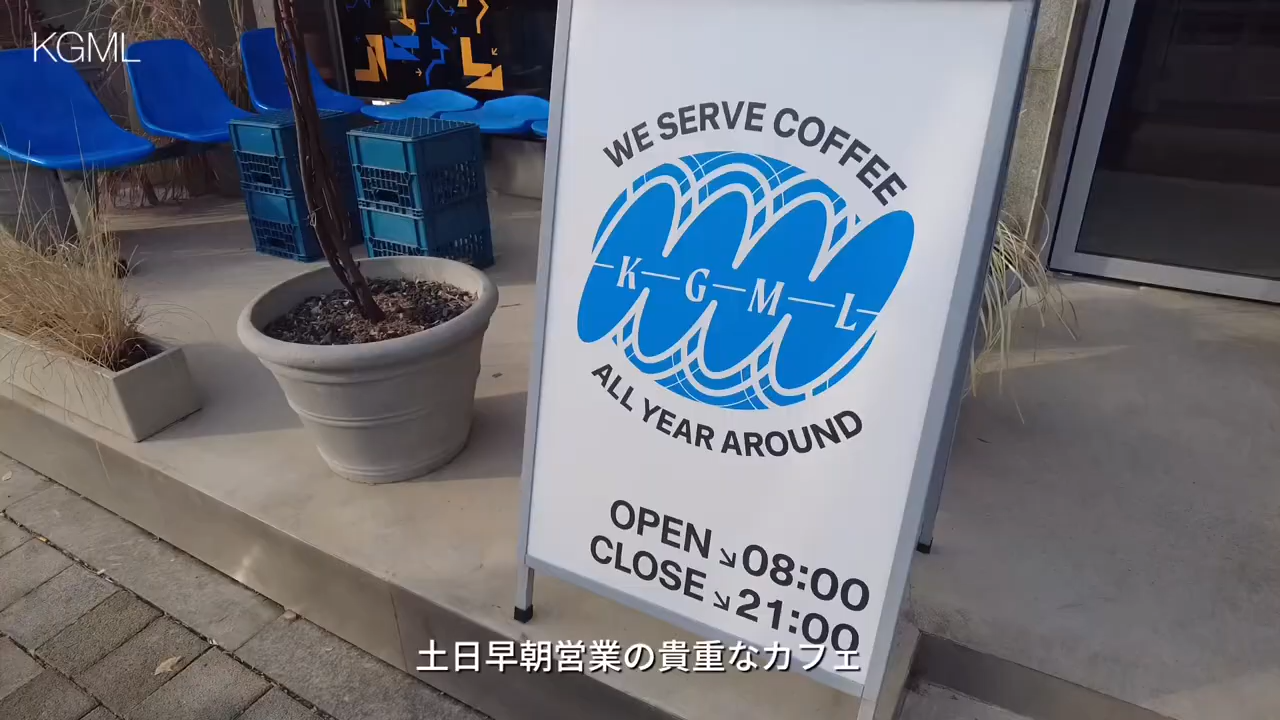 KGML
WE SERVE COFFEE
K G M L
ALL YEAR AROUND
OPEN ↘ 08:00
CLOSE ↘ 21:00
土日早朝営業の貴重なカフェ